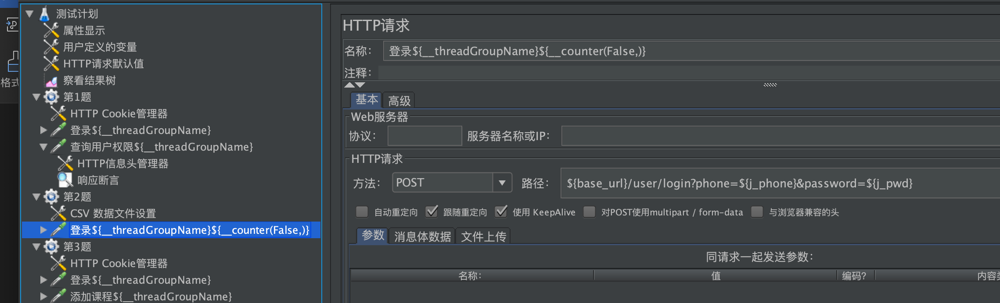 格式
测试计划
属性显示
用户定义的变量
HTTP请求默认值
察看结果树
第1题
HTTP Cookie管理器
登录${__threadGroupName}
查询用户权限${__threadGroupName}
HTTP信息头管理器
响应断言
第2题
CSV 数据文件设置
登录${__threadGroupName}${__counter(False,)}
第3题
HTTP Cookie管理器
登录${__threadGroupName}
添加课程${__threadGroupName}
HTTP请求
名称： 登录${__threadGroupName}${__counter(False,)}
注释：
基本 高级
Web服务器
协议： 服务器名称或IP：
HTTP请求
方法： POST 路径： ${base_url}/user/login?phone=${j_phone}&password=${j_pwd}
自动重定向 跟随重定向 使用 KeepAlive 对POST使用multipart / form-data 与浏览器兼容的头
参数 消息体数据 文件上传
同请求一起发送参数：
名称： 值 编码? 内容